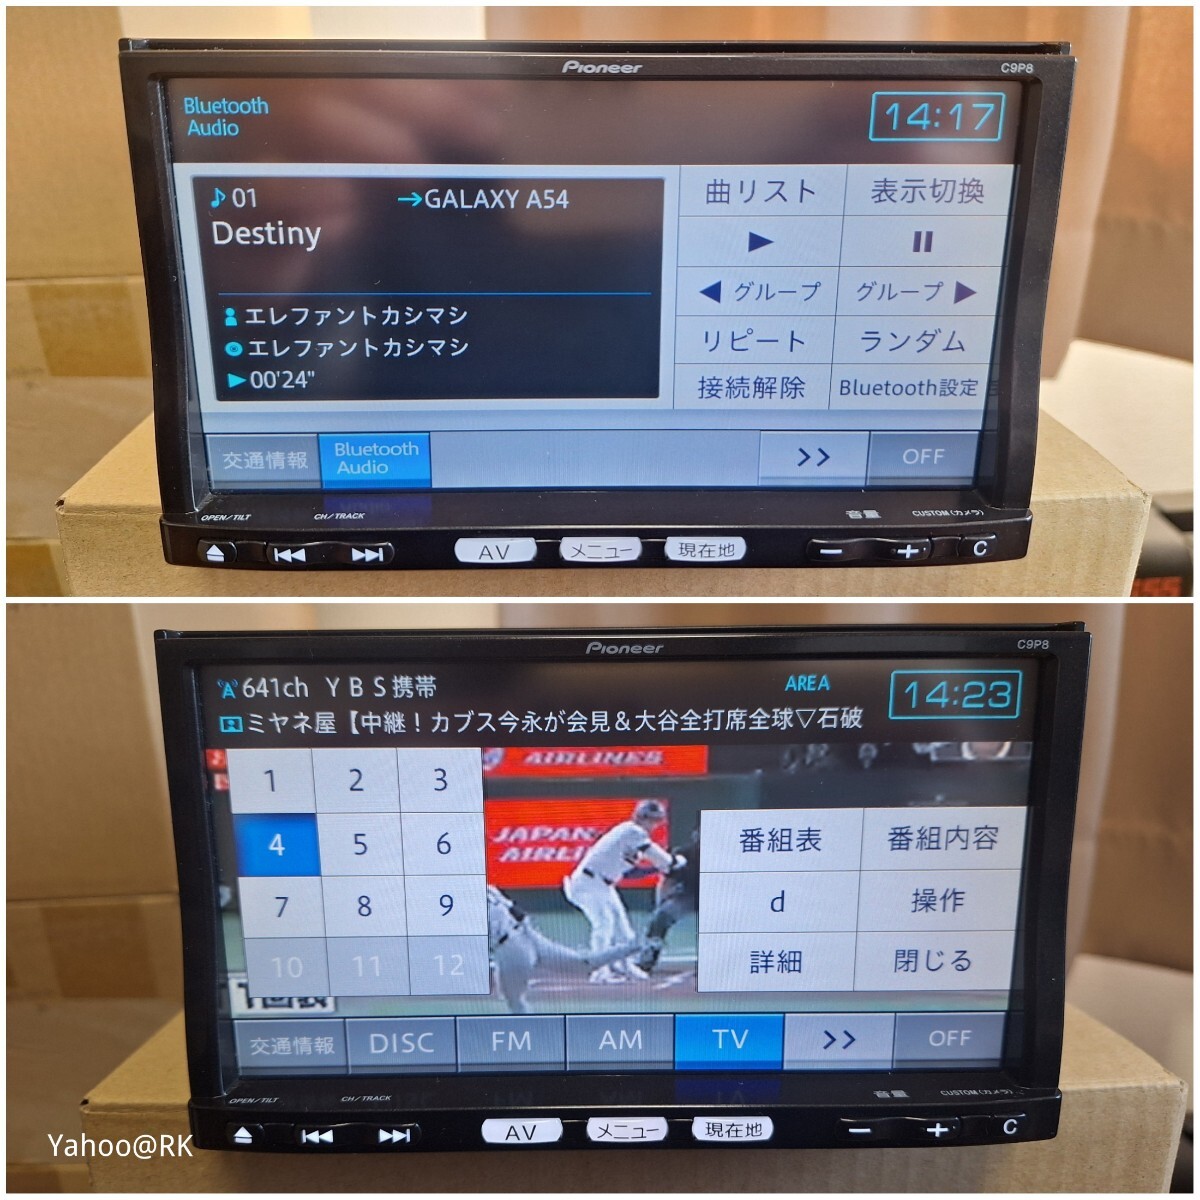 Pioneer
C9P8
Bluetooth
Audio
14:17
♪ 01 →GALAXY A54
Destiny
エレファントカシマシ
エレファントカシマシ
▶ 00'24"
曲リスト 表示切換
▶ II
◀ グループ グループ ▶
リピート ランダム
接続解除 Bluetooth設定
交通情報 Bluetooth Audio >> OFF
OPEN/TILT CH/TRACK 音量 CUSTOM(カメラ)
AV メニュー 現在地 − + C
Pioneer
C9P8
641ch ＹＢＳ携帯 AREA 14:23
ミヤネ屋【中継！カブス今永が会見＆大谷全打席全球▽石破
AIRLINES
JAPAN
AIRLI
1 2 3
4 5 6
7 8 9
10 11 12
番組表 番組内容
d 操作
詳細 閉じる
交通情報 DISC FM AM TV >> OFF
OPEN/TILT CH/TRACK 音量 CUSTOM(カメラ)
AV メニュー 現在地 − + C
Yahoo@RK